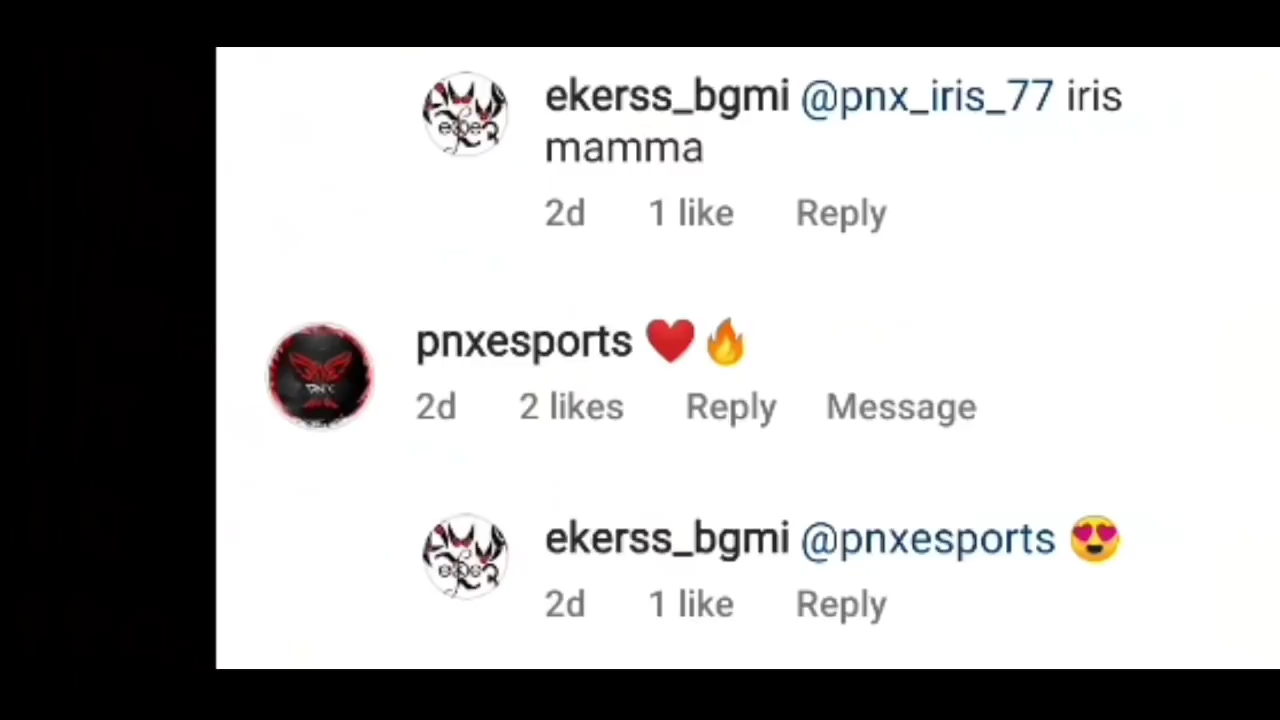 ekerss_bgmi @pnx_iris_77 iris
mamma
2d 1 like Reply
pnxesports ❤️🔥
PNX
2d 2 likes Reply Message
ekerss_bgmi @pnxesports 😍
2d 1 like Reply